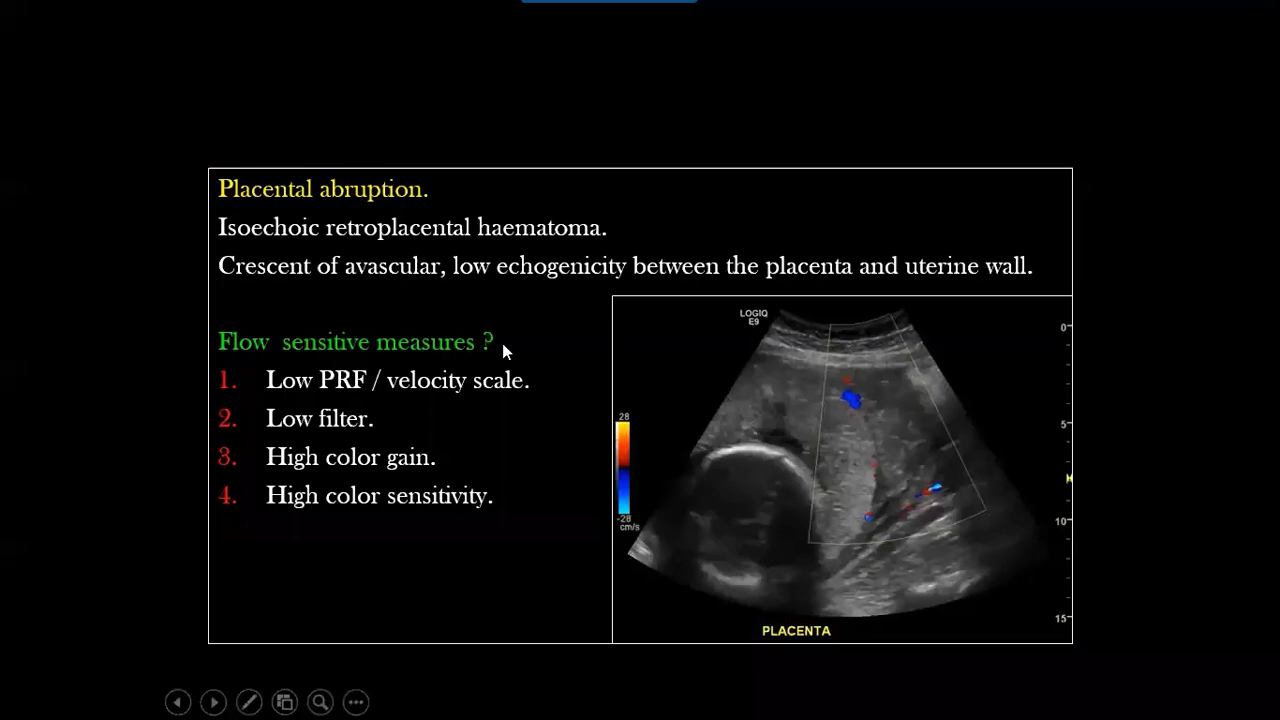 Placental abruption.
Isoechoic retroplacental haematoma.
Crescent of avascular, low echogenicity between the placenta and uterine wall.
Flow sensitive measures ?
1. Low PRF / velocity scale.
2. Low filter.
3. High color gain.
4. High color sensitivity.
LOGIQ
E9
0
5
10
15
28
-28
cm/s
PLACENTA